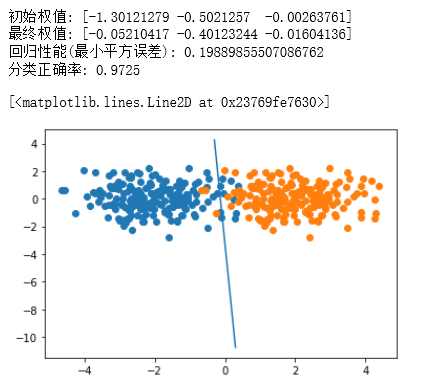 初始权值: [-1.30121279 -0.5021257  -0.00263761]
最终权值: [-0.05210417 -0.40123244 -0.01604136]
回归性能(最小平方误差): 0.19889855507086762
分类正确率: 0.9725
[<matplotlib.lines.Line2D at 0x23769fe7630>]
4
2
0
−2
−4
−6
−8
−10
−4 −2 0 2 4